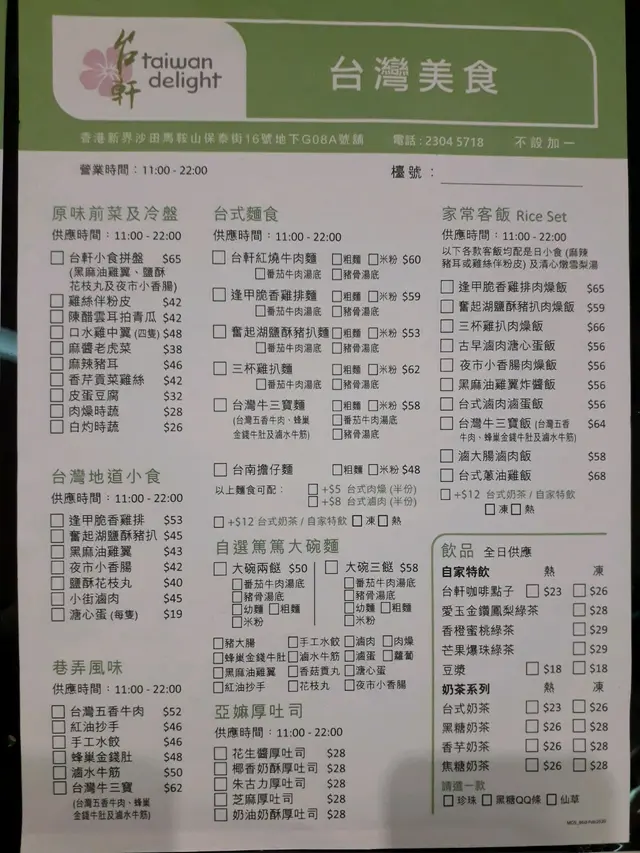 台軒
taiwan
delight
台灣美食
香港新界沙田馬鞍山保泰街16號地下G08A號舖 電話：2304 5718 不設加一
營業時間：11:00 - 22:00
檯號：
原味前菜及冷盤
供應時間：11:00 - 22:00
台軒小食拼盤 $65
(黑麻油雞翼、鹽酥
花枝丸及夜市小香腸)
雞絲伴粉皮 $42
陳醋雲耳拍青瓜 $42
口水雞中翼 (四隻) $48
麻醬老虎菜 $38
麻辣豬耳 $46
香芹貢菜雞絲 $42
皮蛋豆腐 $32
肉燥時蔬 $28
白灼時蔬 $26
台灣地道小食
供應時間：11:00 - 22:00
逢甲脆香雞排 $53
奮起湖鹽酥豬扒 $45
黑麻油雞翼 $43
夜市小香腸 $42
鹽酥花枝丸 $40
小街滷肉 $45
溏心蛋 (每隻) $19
巷弄風味
供應時間：11:00 - 22:00
台灣五香牛肉 $52
紅油抄手 $46
手工水餃 $46
蜂巢金錢肚 $48
滷水牛筋 $50
台灣牛三寶 $62
(台灣五香牛肉、蜂巢
金錢牛肚及滷水牛筋)
台式麵食
供應時間：11:00 - 22:00
台軒紅燒牛肉麵 粗麵 米粉 $60
番茄牛肉湯底 豬骨湯底
逢甲脆香雞排麵 粗麵 米粉 $59
番茄牛肉湯底 豬骨湯底
奮起湖鹽酥豬扒麵 粗麵 米粉 $53
番茄牛肉湯底 豬骨湯底
三杯雞扒麵 粗麵 米粉 $62
番茄牛肉湯底 豬骨湯底
台灣牛三寶麵 粗麵 米粉 $58
(台灣五香牛肉、蜂巢 番茄牛肉湯底
金錢牛肚及滷水牛筋) 豬骨湯底
台南擔仔麵 粗麵 米粉 $48
以上麵食可配： +$5 台式肉燥 (半份)
+$8 台式滷肉 (半份)
+$12 台式奶茶 / 自家特飲 凍 熱
自選篤篤大碗麵
大碗兩餸 $50 大碗三餸 $58
番茄牛肉湯底 番茄牛肉湯底
豬骨湯底 豬骨湯底
幼麵 粗麵 幼麵 粗麵
米粉 米粉
豬大腸 手工水餃 滷肉 肉燥
蜂巢金錢牛肚 滷水牛筋 滷蛋 蘿蔔
黑麻油雞翼 香菇貢丸 溏心蛋
紅油抄手 花枝丸 夜市小香腸
亞嫲厚吐司
供應時間：11:00 - 22:00
花生醬厚吐司 $28
椰香奶酥厚吐司 $28
朱古力厚吐司 $28
芝麻厚吐司 $28
奶油奶酥厚吐司 $28
家常客飯 Rice Set
供應時間：11:00 - 22:00
以下各款客飯均配是日小食 (麻辣
豬耳或雞絲伴粉皮) 及清心燉雪梨湯
逢甲脆香雞排肉燥飯 $65
奮起湖鹽酥豬扒肉燥飯 $59
三杯雞扒肉燥飯 $66
古早滷肉溏心蛋飯 $56
夜市小香腸肉燥飯 $56
黑麻油雞翼炸醬飯 $56
台式滷肉滷蛋飯 $56
台灣牛三寶飯 (台灣五香 $64
牛肉、蜂巢金錢牛肚及滷水牛筋)
滷大腸滷肉飯 $58
台式蔥油雞飯 $68
+$12 台式奶茶 / 自家特飲
凍 熱
飲品 全日供應
自家特飲 熱 凍
台軒咖啡點子 $23 $26
愛玉金鑽鳳梨綠茶 $28
香橙蜜桃綠茶 $29
芒果爆珠綠茶 $29
豆漿 $18 $18
奶茶系列 熱 凍
台式奶茶 $23 $26
黑糖奶茶 $26 $28
香芋奶茶 $26 $28
焦糖奶茶 $26 $28
請選一款
珍珠 黑糖QQ條 仙草